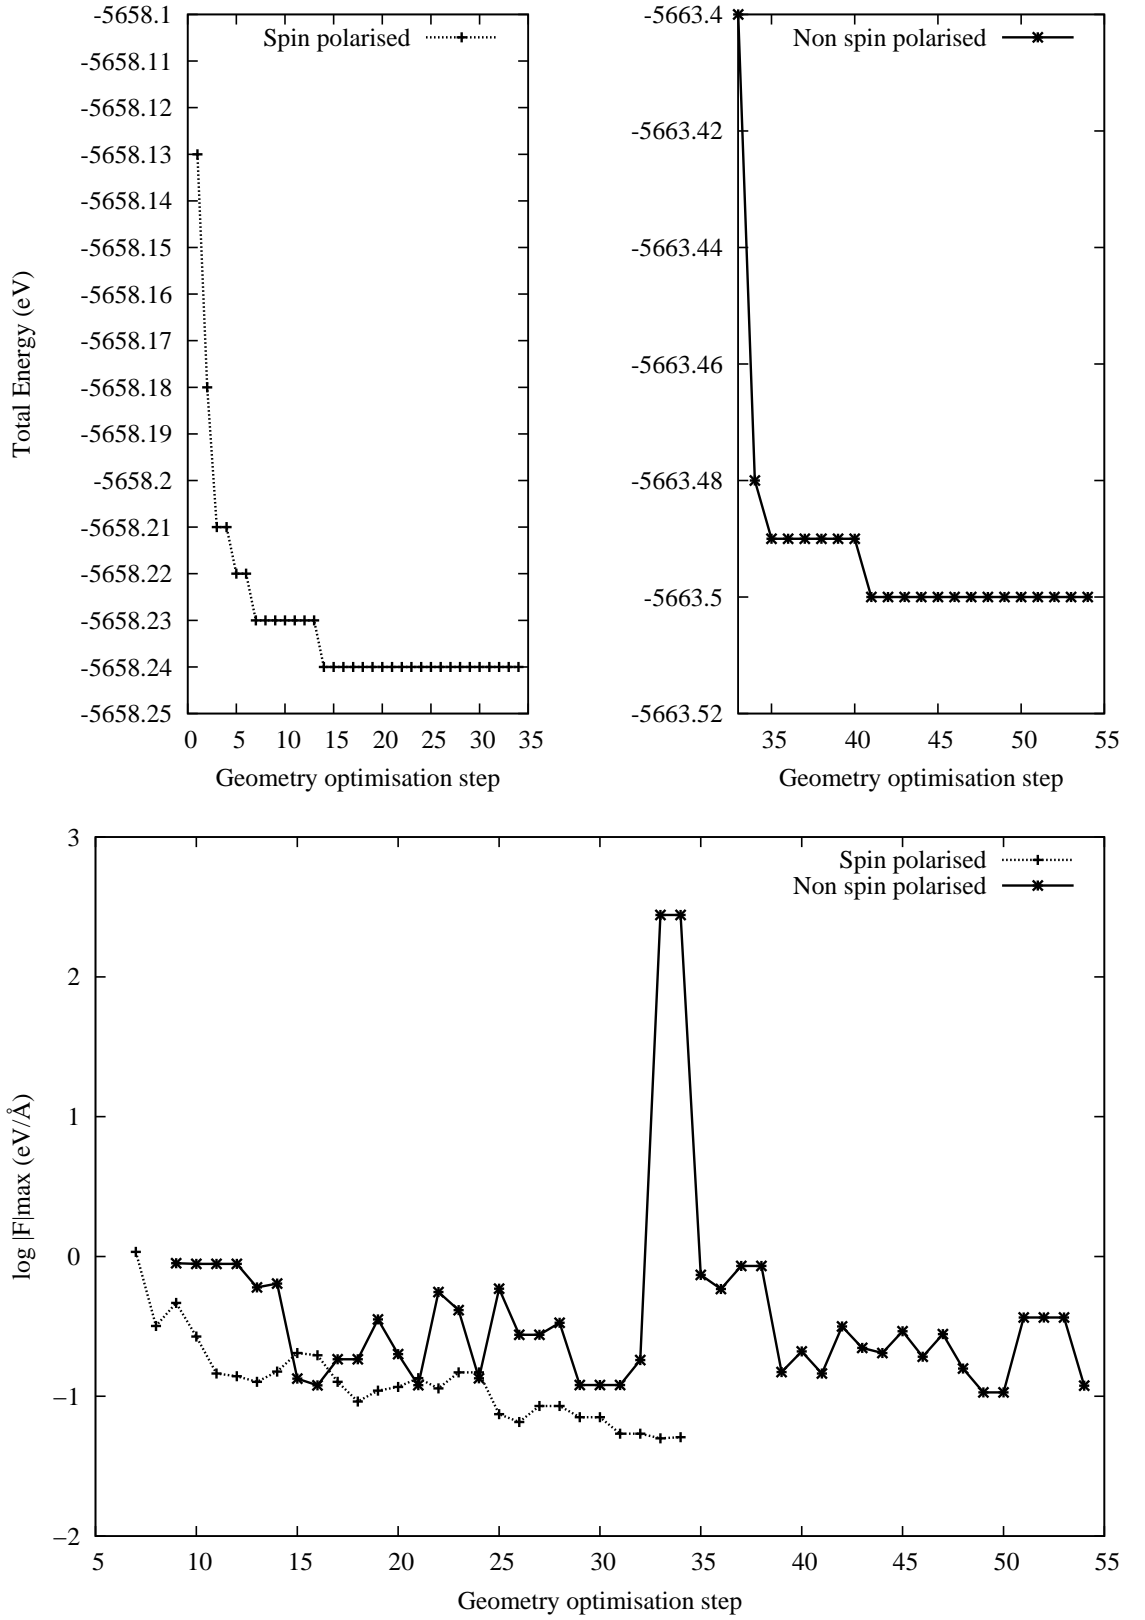 Spin polarised
-5658.1
-5658.11
-5658.12
-5658.13
-5658.14
-5658.15
-5658.16
-5658.17
-5658.18
-5658.19
-5658.2
-5658.21
-5658.22
-5658.23
-5658.24
-5658.25
Total Energy (eV)
0 5 10 15 20 25 30 35
Geometry optimisation step
Non spin polarised
-5663.4
-5663.42
-5663.44
-5663.46
-5663.48
-5663.5
-5663.52
35 40 45 50 55
Geometry optimisation step
Spin polarised
Non spin polarised
3
2
1
0
−1
−2
log |F|max (eV/Å)
5 10 15 20 25 30 35 40 45 50 55
Geometry optimisation step